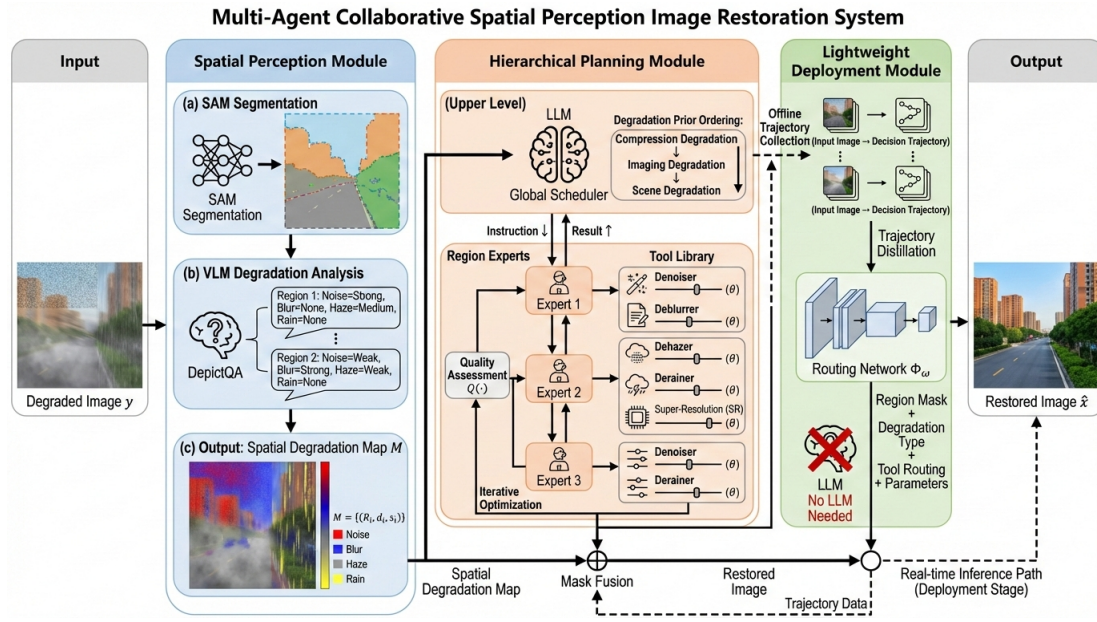 Multi-Agent Collaborative Spatial Perception Image Restoration System
Input
Degraded Image y
Spatial Perception Module
(a) SAM Segmentation
SAM
Segmentation
(b) VLM Degradation Analysis
DepictQA
Region 1: Noise=Sbong,
Blur=None, Haze=Medium,
Rain=None
⋮
Region 2: Noise=Weak,
Blur=Strong, Haze=Weak,
Rain=None
(c) Output: Spatial Degradation Map M
M = {(R_i, d_i, s_i)}
Noise
Blur
Haze
Rain
Hierarchical Planning Module
(Upper Level)
LLM
Global Scheduler
Degradation Prior Ordering:
Compression Degradation
↓
Imaging Degradation
↓
Scene Degradation
Instruction ↓
Result ↑
Region Experts
Expert 1
Expert 2
Expert 3
Quality
Assessment
Q(·)
Iterative
Optimization
Tool Library
Denoiser
(θ)
Deblurrer
(θ)
Dehazer
(θ)
Derainer
(θ)
Super-Resolution (SR)
(θ)
Denoiser
(θ)
Derainer
(θ)
Offline
Trajectory
Collection
Lightweight
Deployment Module
(Input Image → Decision Trajectory)
⋮ ⋮
(Input Image → Decision Trajectory)
Trajectory
Distillation
Routing Network Φ_ω
LLM
No LLM
Needed
Region Mask
+
Degradation
Type
+
Tool Routing
+ Parameters
Output
Restored Image x̂
Spatial
Degradation Map
Mask Fusion
Restored
Image
Trajectory Data
Real-time Inference Path
(Deployment Stage)